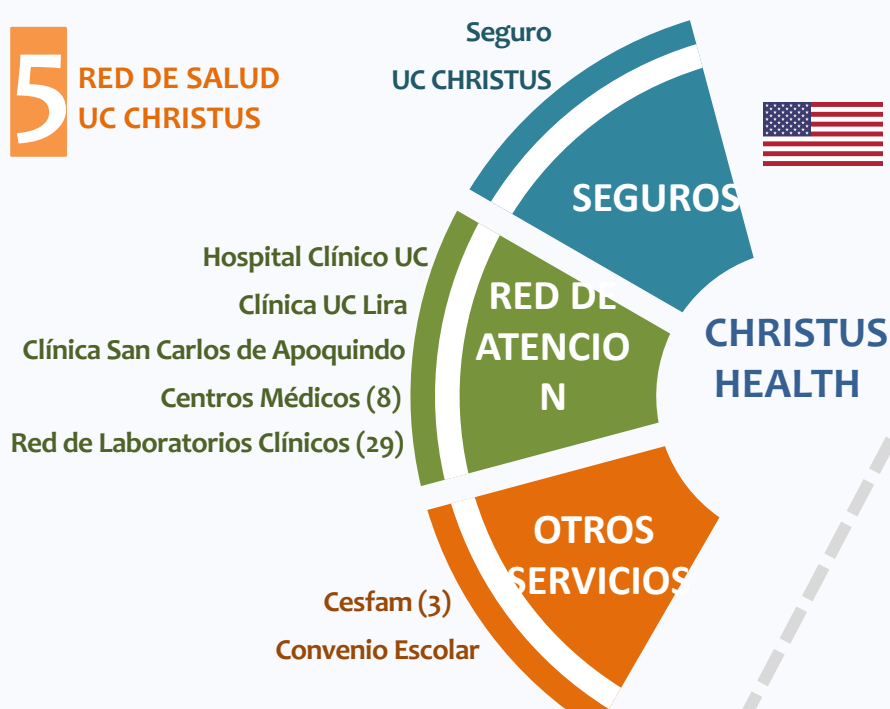 5
RED DE SALUD
UC CHRISTUS
Seguro
UC CHRISTUS
SEGUROS
Hospital Clínico UC
Clínica UC Lira
Clínica San Carlos de Apoquindo
Centros Médicos (8)
Red de Laboratorios Clínicos (29)
RED DE
ATENCIO
N
CHRISTUS
HEALTH
OTROS
SERVICIOS
Cesfam (3)
Convenio Escolar